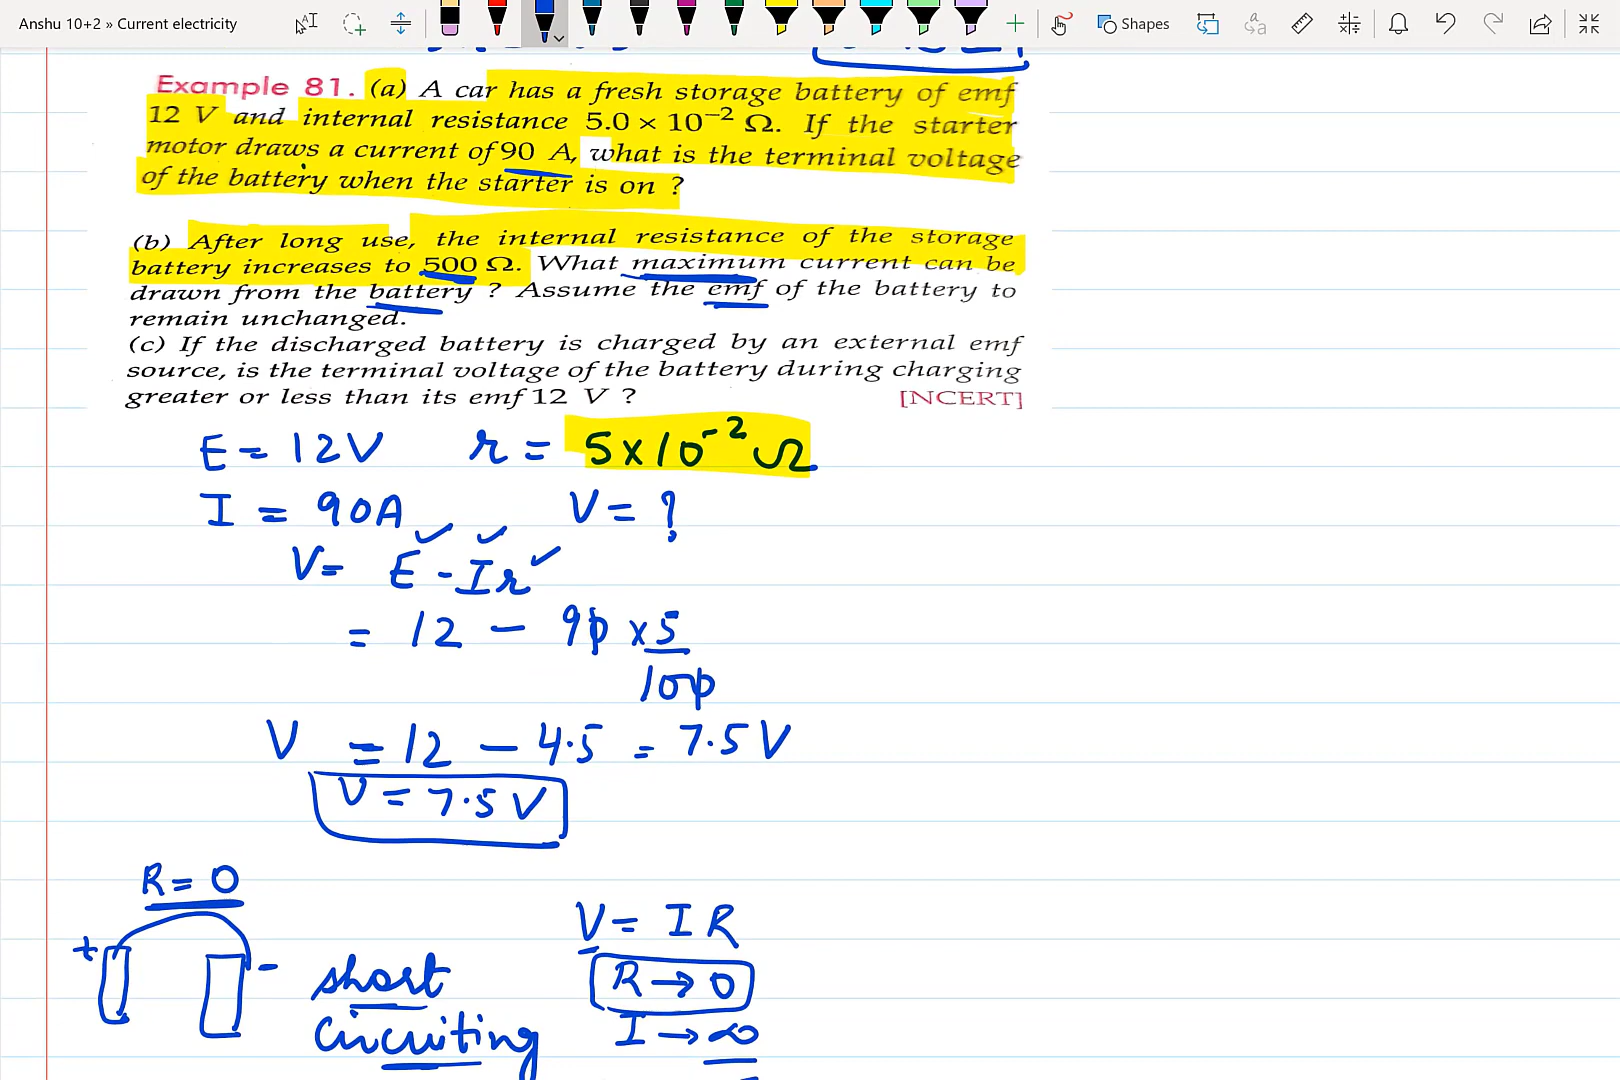 Anshu 10+2 » Current electricity
Shapes
Example 81. (a) A car has a fresh storage battery of emf
12 V and internal resistance 5.0 × 10⁻² Ω. If the starter
motor draws a current of 90 A, what is the terminal voltage
of the battery when the starter is on ?
(b) After long use, the internal resistance of the storage
battery increases to 500 Ω. What maximum current can be
drawn from the battery ? Assume the emf of the battery to
remain unchanged.
(c) If the discharged battery is charged by an external emf
source, is the terminal voltage of the battery during charging
greater or less than its emf 12 V ?
[NCERT]
E = 12V r = 5×10⁻² Ω
I = 90A V = ?
V = E - Ir
= 12 - 90 × 5/100
V = 12 - 4.5 = 7.5 V
V = 7.5 V
R = 0
V = IR
+ -
short
R → 0
circuiting
I → ∞